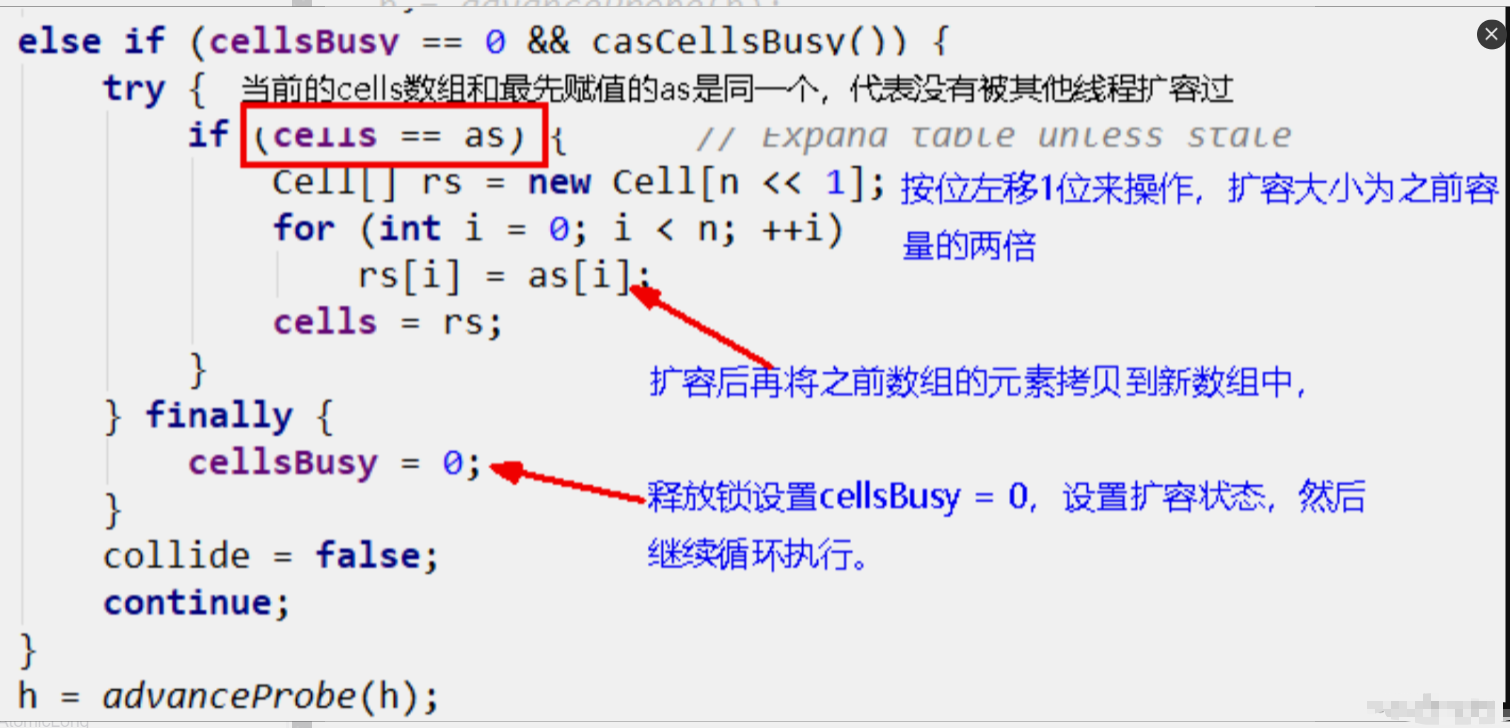 else if (cellsBusy == 0 && casCellsBusy()) {
try { 当前的cells数组和最先赋值的as是同一个，代表没有被其他线程扩容过
if (cells == as) { // Expand table unless stale
Cell[] rs = new Cell[n << 1]; 按位左移1位来操作，扩容大小为之前容
for (int i = 0; i < n; ++i) 量的两倍
rs[i] = as[i];
cells = rs;
} 扩容后再将之前数组的元素拷贝到新数组中，
} finally {
cellsBusy = 0; 释放锁设置cellsBusy = 0，设置扩容状态，然后
} 继续循环执行。
collide = false;
continue;
}
h = advanceProbe(h);
AtomicLong